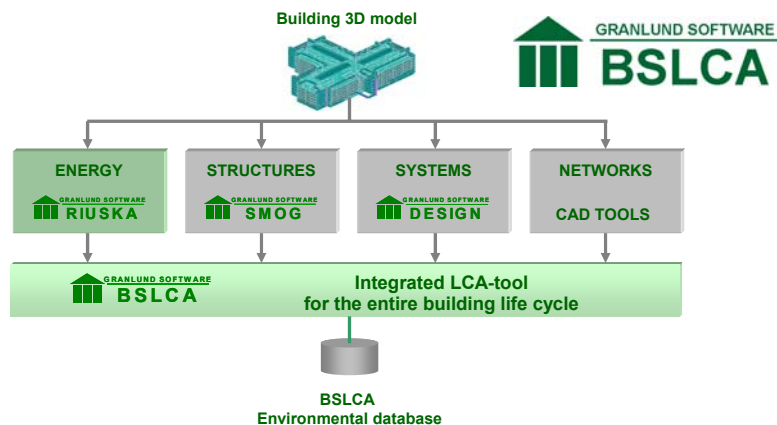 Building 3D model
GRANLUND SOFTWARE
BSLCA
ENERGY
GRANLUND SOFTWARE
RIUSKA
STRUCTURES
GRANLUND SOFTWARE
SMOG
SYSTEMS
GRANLUND SOFTWARE
DESIGN
NETWORKS
CAD TOOLS
GRANLUND SOFTWARE
BSLCA
Integrated LCA-tool
for the entire building life cycle
BSLCA
Environmental database